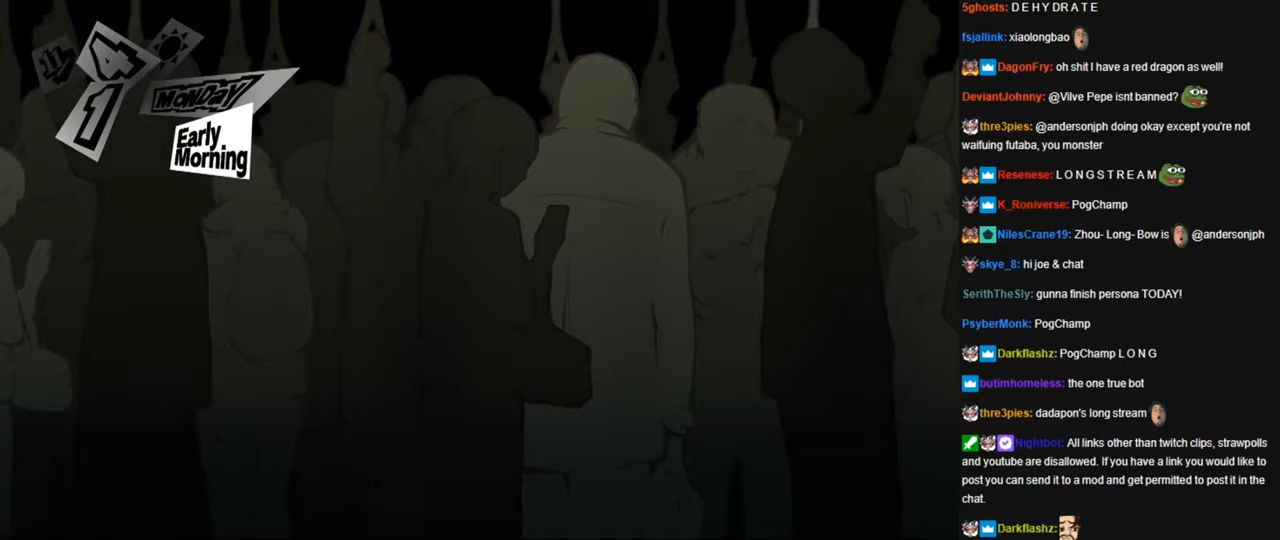 11
4
1
MONDAY
Early
Morning
5ghosts: D E H Y D R A T E
fsjallink: xiaolongbao
DagonFry: oh shit I have a red dragon as well!
DeviantJohnny: @Vilve Pepe isnt banned?
thre3pies: @andersonjph doing okay except you're not
waifuing futaba, you monster
Resenese: L O N G S T R E A M
K_Roniverse: PogChamp
NilesCrane19: Zhou- Long- Bow is @andersonjph
skye_8: hi joe & chat
SerithTheSly: gunna finish persona TODAY!
PsyberMonk: PogChamp
Darkflashz: PogChamp L O N G
butimhomeless: the one true bot
thre3pies: dadapon's long stream
Nightbot: All links other than twitch clips, strawpolls
and youtube are disallowed. If you have a link you would like to
post you can send it to a mod and get permitted to post it in the
chat.
Darkflashz: